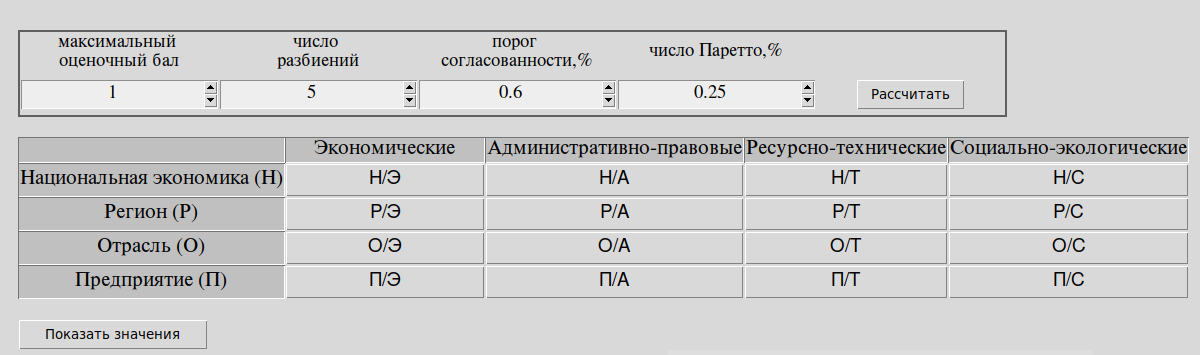 максимальный
оценочный бал
число
разбиений
порог
согласованности,%
число Паретто,%
1 5 0.6 0.25 Рассчитать
Экономические Административно-правовые Ресурсно-технические Социально-экологические
Национальная экономика (Н) Н/Э Н/А Н/Т Н/С
Регион (Р) Р/Э Р/А Р/Т Р/С
Отрасль (О) О/Э О/А О/Т О/С
Предприятие (П) П/Э П/А П/Т П/С
Показать значения